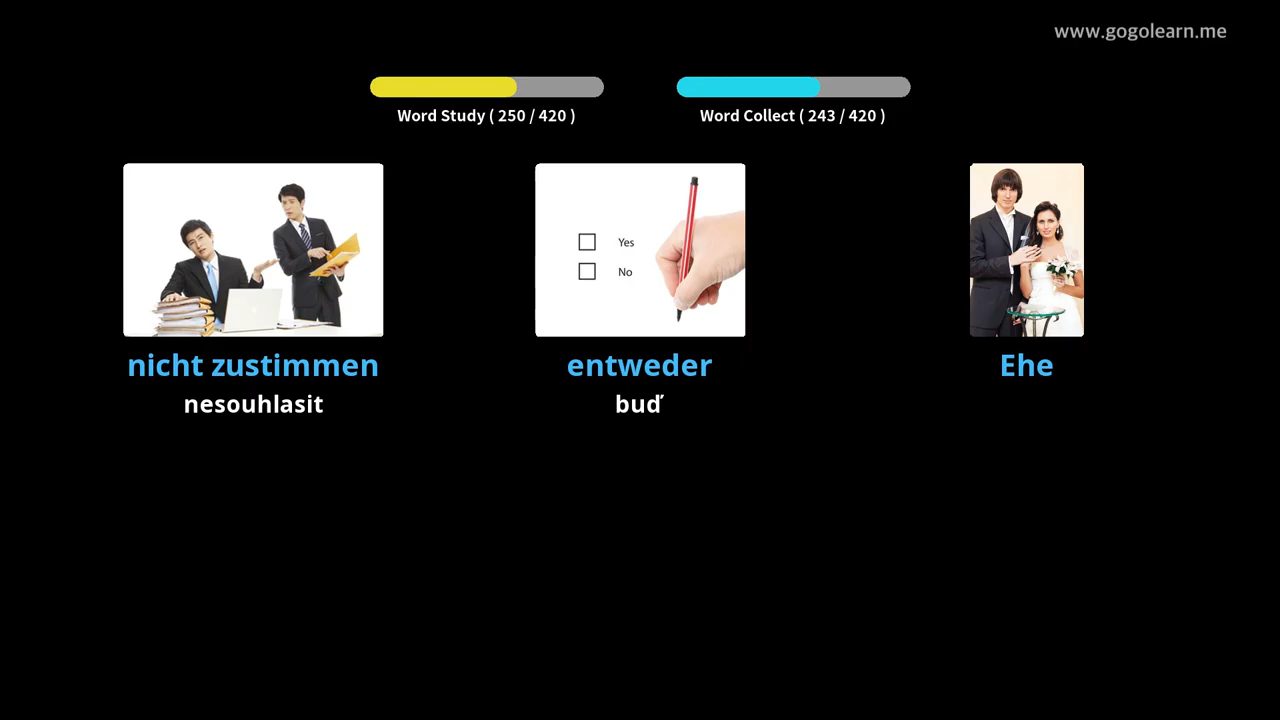 www.gogolearn.me
Word Study ( 250 / 420 )
Word Collect ( 243 / 420 )
Yes
No
nicht zustimmen
entweder
Ehe
nesouhlasit
buď